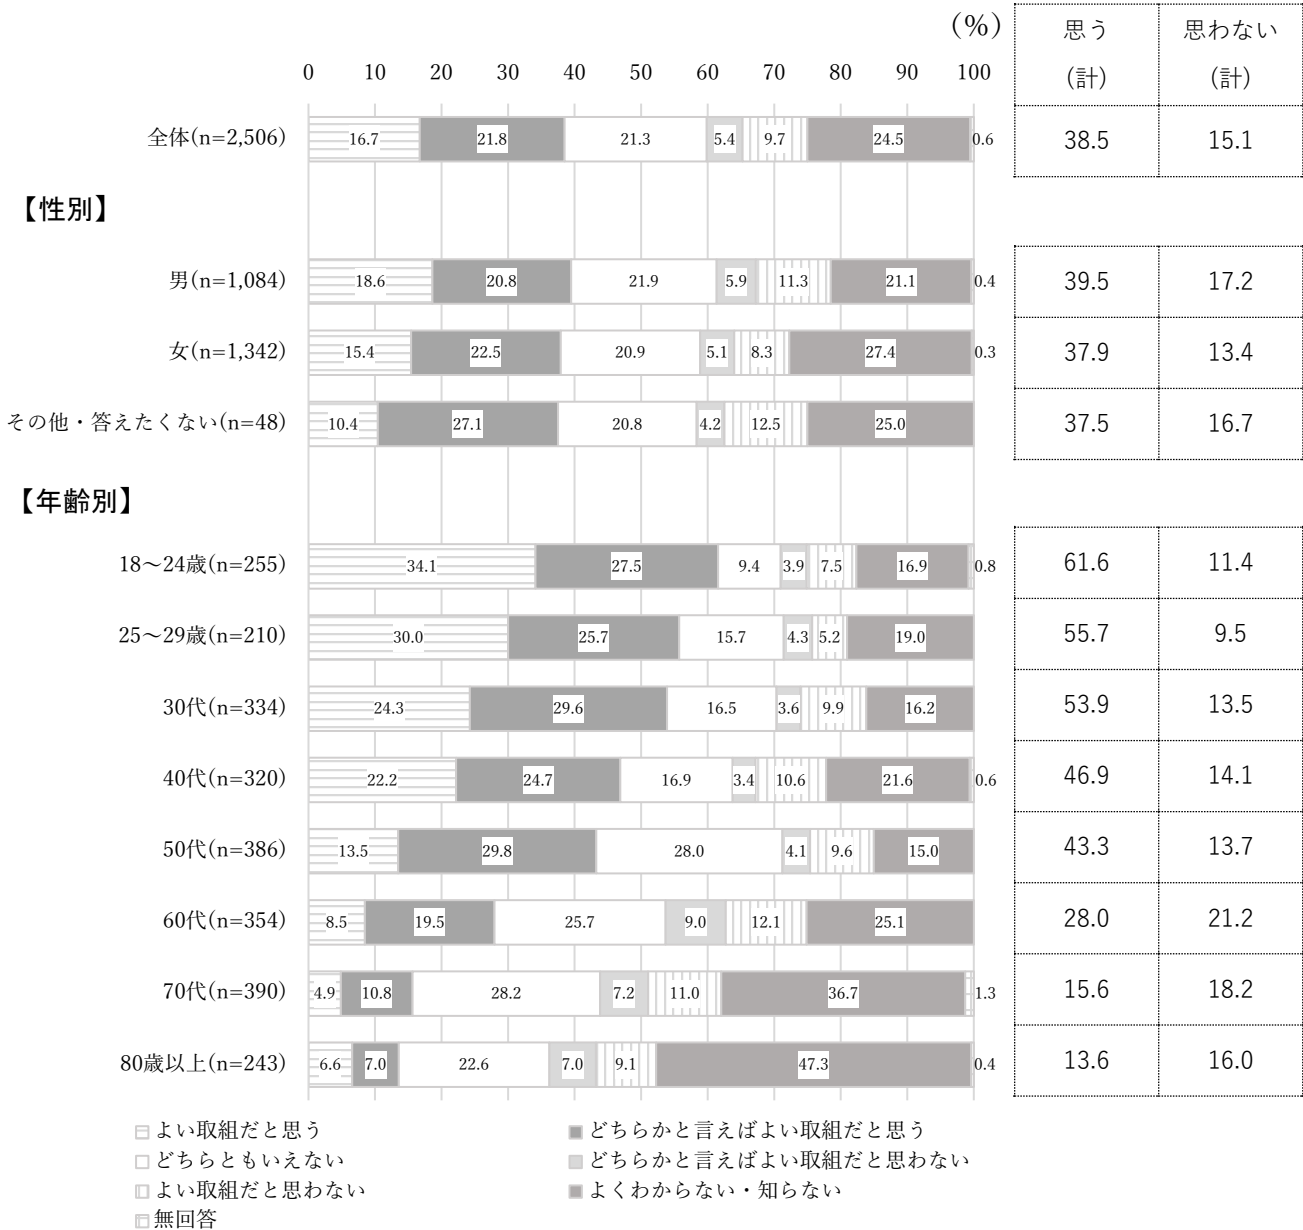 (%)
思う 思わない
(計) (計)
0 10 20 30 40 50 60 70 80 90 100
全体(n=2,506) 16.7 21.8 21.3 5.4 9.7 24.5 0.6 38.5 15.1
【性別】
男(n=1,084) 18.6 20.8 21.9 5.9 11.3 21.1 0.4 39.5 17.2
女(n=1,342) 15.4 22.5 20.9 5.1 8.3 27.4 0.3 37.9 13.4
その他・答えたくない(n=48) 10.4 27.1 20.8 4.2 12.5 25.0 37.5 16.7
【年齢別】
18～24歳(n=255) 34.1 27.5 9.4 3.9 7.5 16.9 0.8 61.6 11.4
25～29歳(n=210) 30.0 25.7 15.7 4.3 5.2 19.0 55.7 9.5
30代(n=334) 24.3 29.6 16.5 3.6 9.9 16.2 53.9 13.5
40代(n=320) 22.2 24.7 16.9 3.4 10.6 21.6 0.6 46.9 14.1
50代(n=386) 13.5 29.8 28.0 4.1 9.6 15.0 43.3 13.7
60代(n=354) 8.5 19.5 25.7 9.0 12.1 25.1 28.0 21.2
70代(n=390) 4.9 10.8 28.2 7.2 11.0 36.7 1.3 15.6 18.2
80歳以上(n=243) 6.6 7.0 22.6 7.0 9.1 47.3 0.4 13.6 16.0
よい取組だと思う どちらかと言えばよい取組だと思う
どちらともいえない どちらかと言えばよい取組だと思わない
よい取組だと思わない よくわからない・知らない
無回答